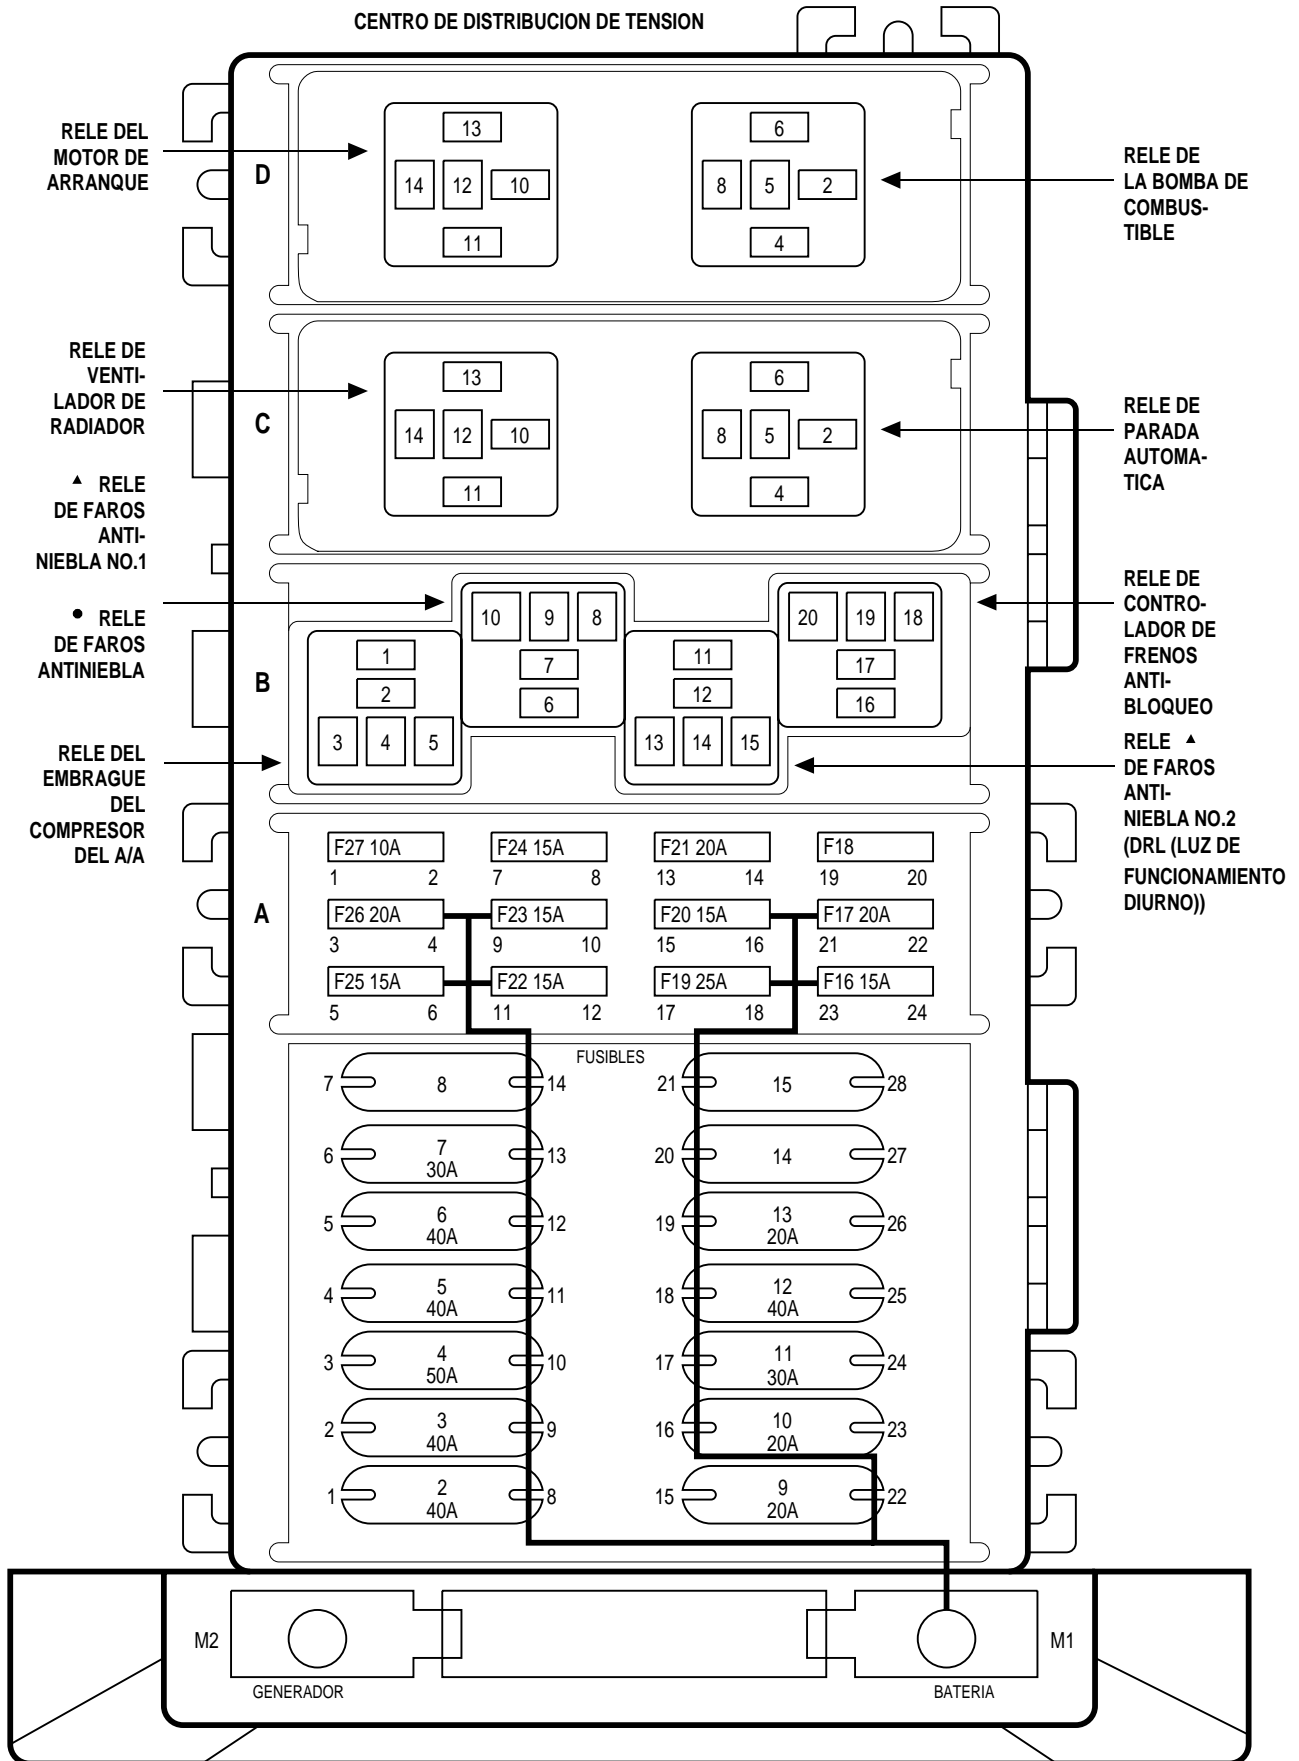 CENTRO DE DISTRIBUCION DE TENSION
RELE DEL
MOTOR DE
ARRANQUE
D
13
14 12 10
11
6
8 5 2
4
RELE DE
LA BOMBA DE
COMBUS-
TIBLE
RELE DE
VENTI-
LADOR DE
RADIADOR
C
13
14 12 10
11
6
8 5 2
4
RELE DE
PARADA
AUTOMA-
TICA
▲ RELE
DE FAROS
ANTI-
NIEBLA NO.1
● RELE
DE FAROS
ANTINIEBLA
RELE DEL
EMBRAGUE
DEL
COMPRESOR
DEL A/A
B
1
2
3 4 5
10 9 8
7
6
11
12
13 14 15
20 19 18
17
16
RELE DE
CONTRO-
LADOR DE
FRENOS
ANTI-
BLOQUEO
RELE ▲
DE FAROS
ANTI-
NIEBLA NO.2
(DRL (LUZ DE
FUNCIONAMIENTO
DIURNO))
A
F27 10A F24 15A F21 20A F18
1 2 7 8 13 14 19 20
F26 20A F23 15A F20 15A F17 20A
3 4 9 10 15 16 21 22
F25 15A F22 15A F19 25A F16 15A
5 6 11 12 17 18 23 24
FUSIBLES
7 8 14 21 15 28
6 7 13 20 14 27
30A
5 6 12 19 13 26
40A 20A
4 5 11 18 12 25
40A 40A
3 4 10 17 11 24
50A 30A
2 3 9 16 10 23
40A 20A
1 2 8 15 9 22
40A 20A
M2 M1
GENERADOR BATERIA